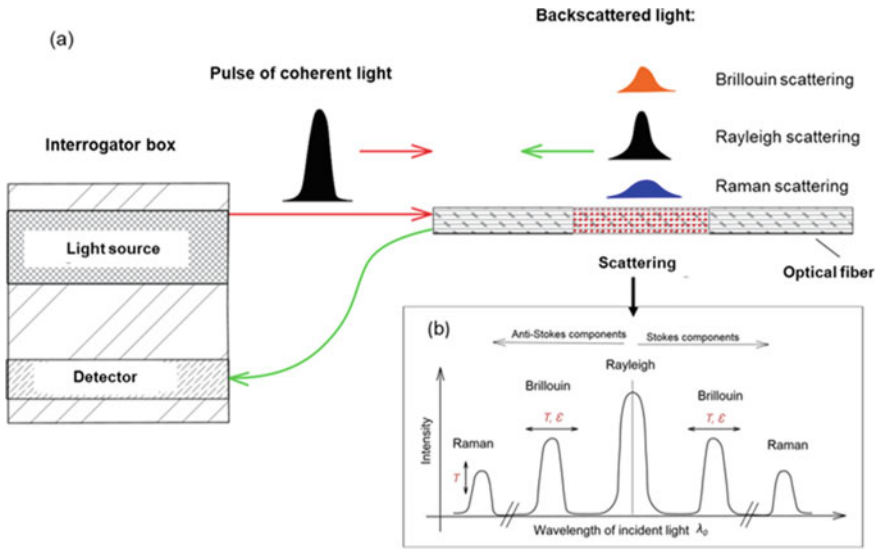 (a)
Backscattered light:
Pulse of coherent light
Brillouin scattering
Interrogator box
Rayleigh scattering
Raman scattering
Light source
Optical fiber
Scattering
Detector
(b)
Anti-Stokes components
Stokes components
Rayleigh
Brillouin
Brillouin
T, ε
T, ε
Raman
Raman
T
Intensity
Wavelength of incident light λ₀